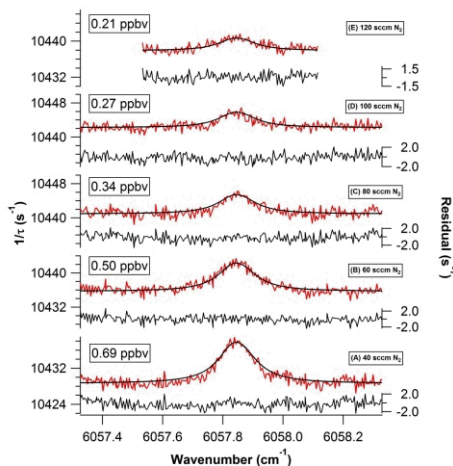 0.21 ppbv
(E) 120 sccm N2
10440
10432
1.5
-1.5
0.27 ppbv
(D) 100 sccm N2
10448
10440
2.0
-2.0
0.34 ppbv
(C) 80 sccm N2
10448
10440
2.0
-2.0
0.50 ppbv
(B) 60 sccm N2
10440
10432
2.0
-2.0
0.69 ppbv
(A) 40 sccm N2
10432
10428
10424
2.0
-2.0
1/τ (s-1)
Residual (s-1)
6057.4
6057.6
6057.8
6058.0
6058.2
Wavenumber (cm-1)